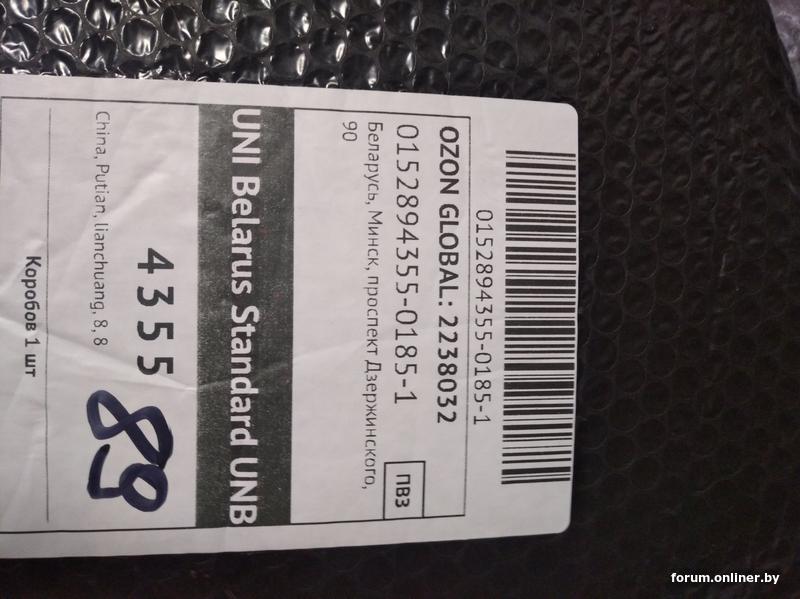 0152894355-0185-1
OZON GLOBAL: 2238032
0152894355-0185-1
ПВЗ
Беларусь, Минск, проспект Дзержинского,
90
UNI Belarus Standard UNB
4355
89
China, Putian, lianchuang, 8, 8
Коробов 1 шт
forum.onliner.by